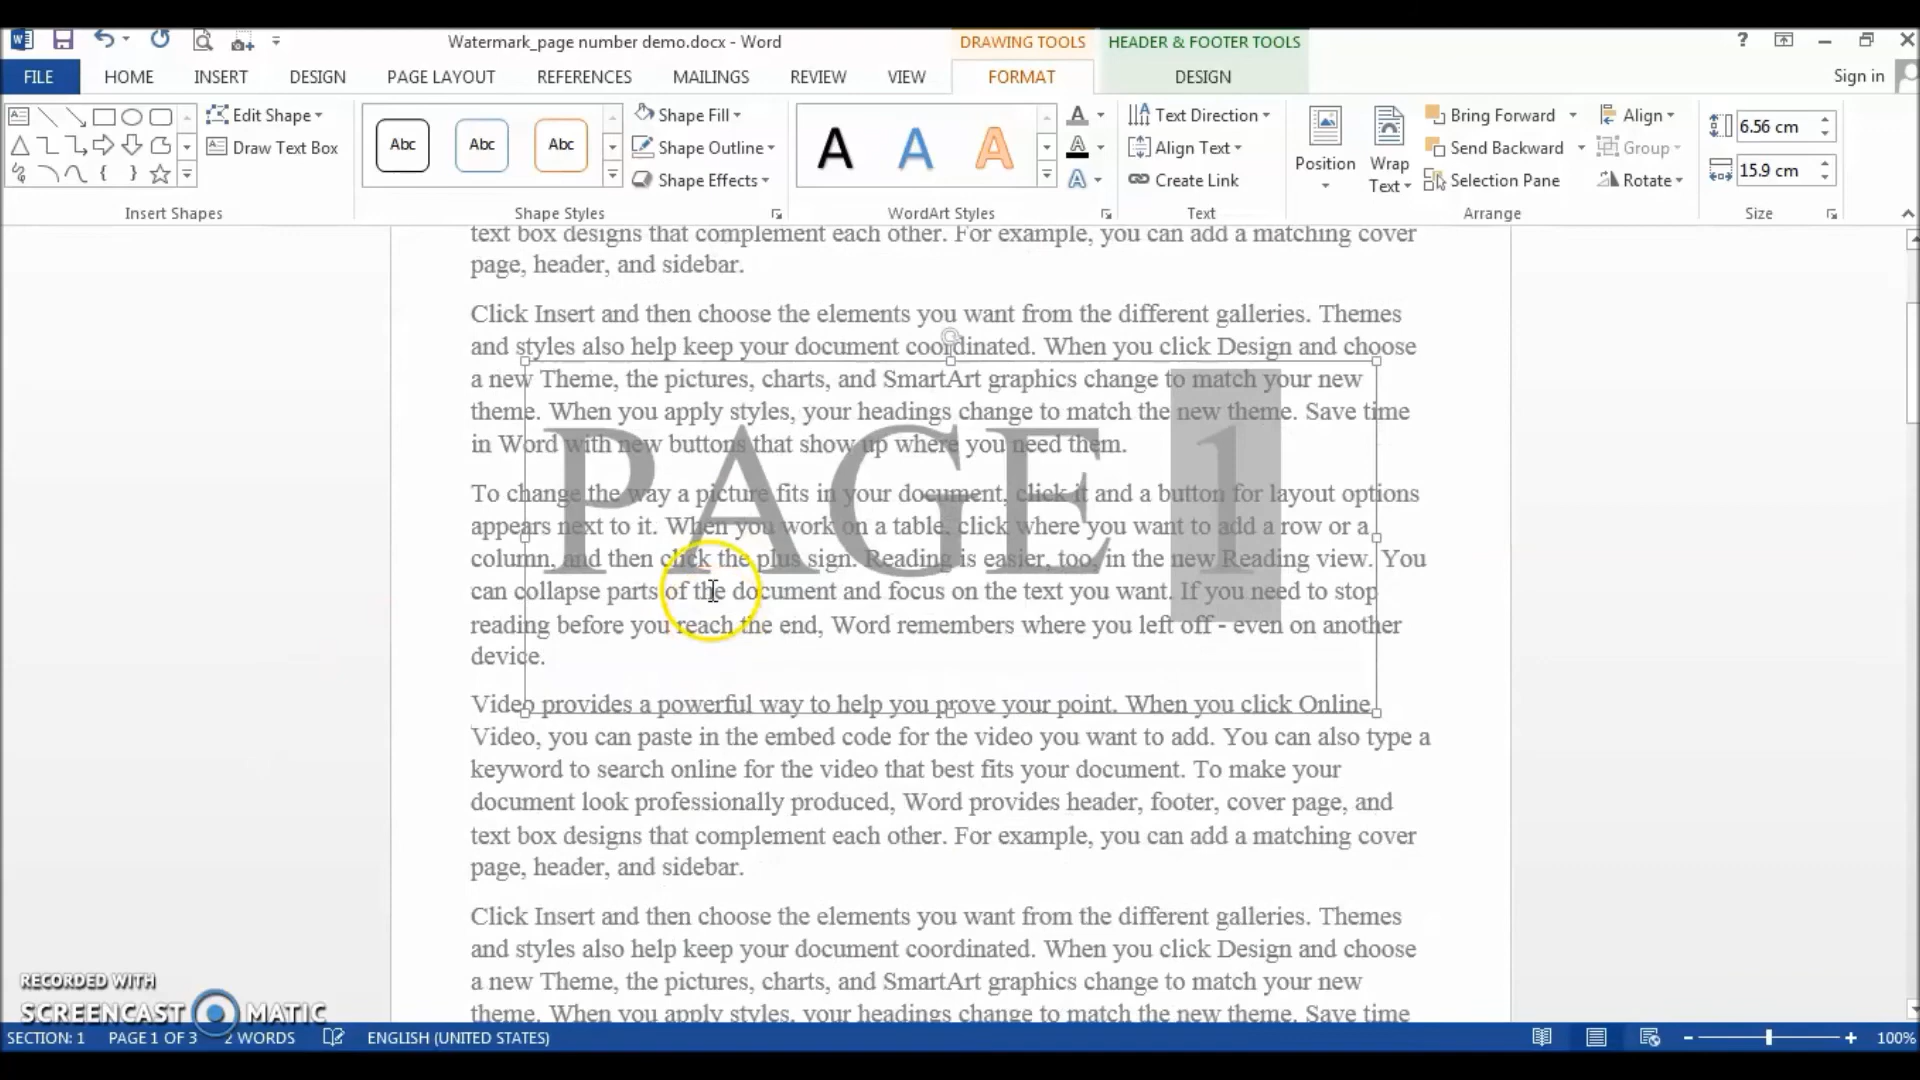 Watermark_page number demo.docx - Word
DRAWING TOOLS
HEADER & FOOTER TOOLS
?
FILE
HOME
INSERT
DESIGN
PAGE LAYOUT
REFERENCES
MAILINGS
REVIEW
VIEW
FORMAT
DESIGN
Sign in
Edit Shape
Draw Text Box
Insert Shapes
Abc
Abc
Abc
Shape Fill
Shape Outline
Shape Effects
Shape Styles
A
A
A
WordArt Styles
Text Direction
Align Text
Create Link
Text
Position
Wrap
Text
Bring Forward
Send Backward
Selection Pane
Align
Group
Rotate
Arrange
6.56 cm
15.9 cm
Size
text box designs that complement each other. For example, you can add a matching cover
page, header, and sidebar.
Click Insert and then choose the elements you want from the different galleries. Themes
and styles also help keep your document coordinated. When you click Design and choose
a new Theme, the pictures, charts, and SmartArt graphics change to match your new
theme. When you apply styles, your headings change to match the new theme. Save time
in Word with new buttons that show up where you need them.
PAGE 1
To change the way a picture fits in your document, click it and a button for layout options
appears next to it. When you work on a table, click where you want to add a row or a
column, and then click the plus sign. Reading is easier, too, in the new Reading view. You
can collapse parts of the document and focus on the text you want. If you need to stop
reading before you reach the end, Word remembers where you left off - even on another
device.
Video provides a powerful way to help you prove your point. When you click Online
Video, you can paste in the embed code for the video you want to add. You can also type a
keyword to search online for the video that best fits your document. To make your
document look professionally produced, Word provides header, footer, cover page, and
text box designs that complement each other. For example, you can add a matching cover
page, header, and sidebar.
Click Insert and then choose the elements you want from the different galleries. Themes
and styles also help keep your document coordinated. When you click Design and choose
a new Theme, the pictures, charts, and SmartArt graphics change to match your new
theme. When you apply styles, your headings change to match the new theme. Save time
RECORDED WITH
SCREENCAST MATIC
SECTION: 1
PAGE 1 OF 3
2 WORDS
ENGLISH (UNITED STATES)
100%